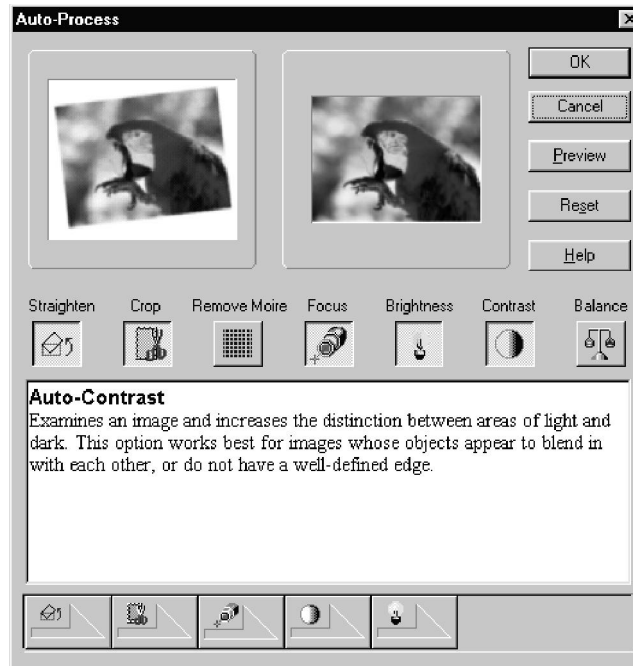 Auto-Process
OK
Cancel
Preview
Reset
Help
Straighten Crop Remove Moire Focus Brightness Contrast Balance
Auto-Contrast
Examines an image and increases the distinction between areas of light and
dark. This option works best for images whose objects appear to blend in
with each other, or do not have a well-defined edge.